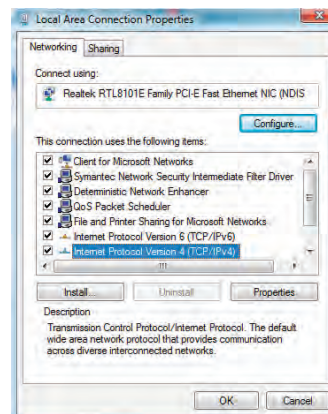 Local Area Connection Properties
Networking
Sharing
Connect using:
Realtek RTL8101E Family PCI-E Fast Ethernet NIC (NDIS
Configure...
This connection uses the following items:
Client for Microsoft Networks
Symantec Network Security Intermediate Filter Driver
Deterministic Network Enhancer
QoS Packet Scheduler
File and Printer Sharing for Microsoft Networks
Internet Protocol Version 6 (TCP/IPv6)
Internet Protocol Version 4 (TCP/IPv4)
Install...
Uninstall
Properties
Description
Transmission Control Protocol/Internet Protocol. The default
wide area network protocol that provides communication
across diverse interconnected networks.
OK
Cancel